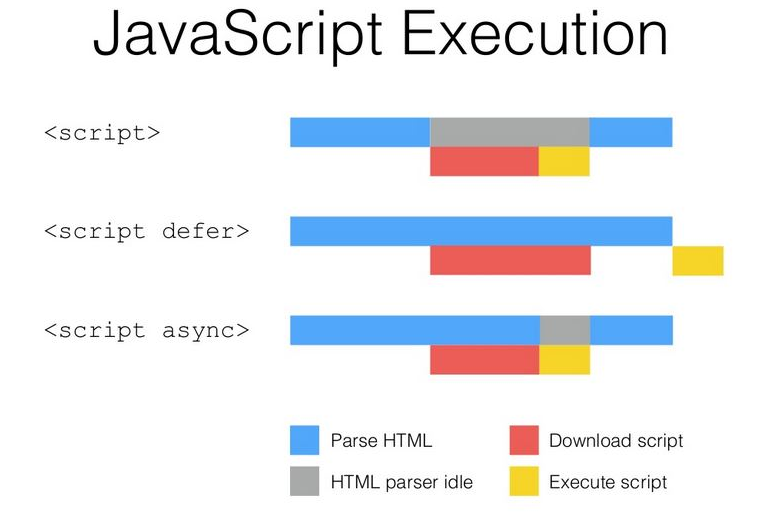 JavaScript Execution
<script>
<script defer>
<script async>
Parse HTML
Download script
HTML parser idle
Execute script